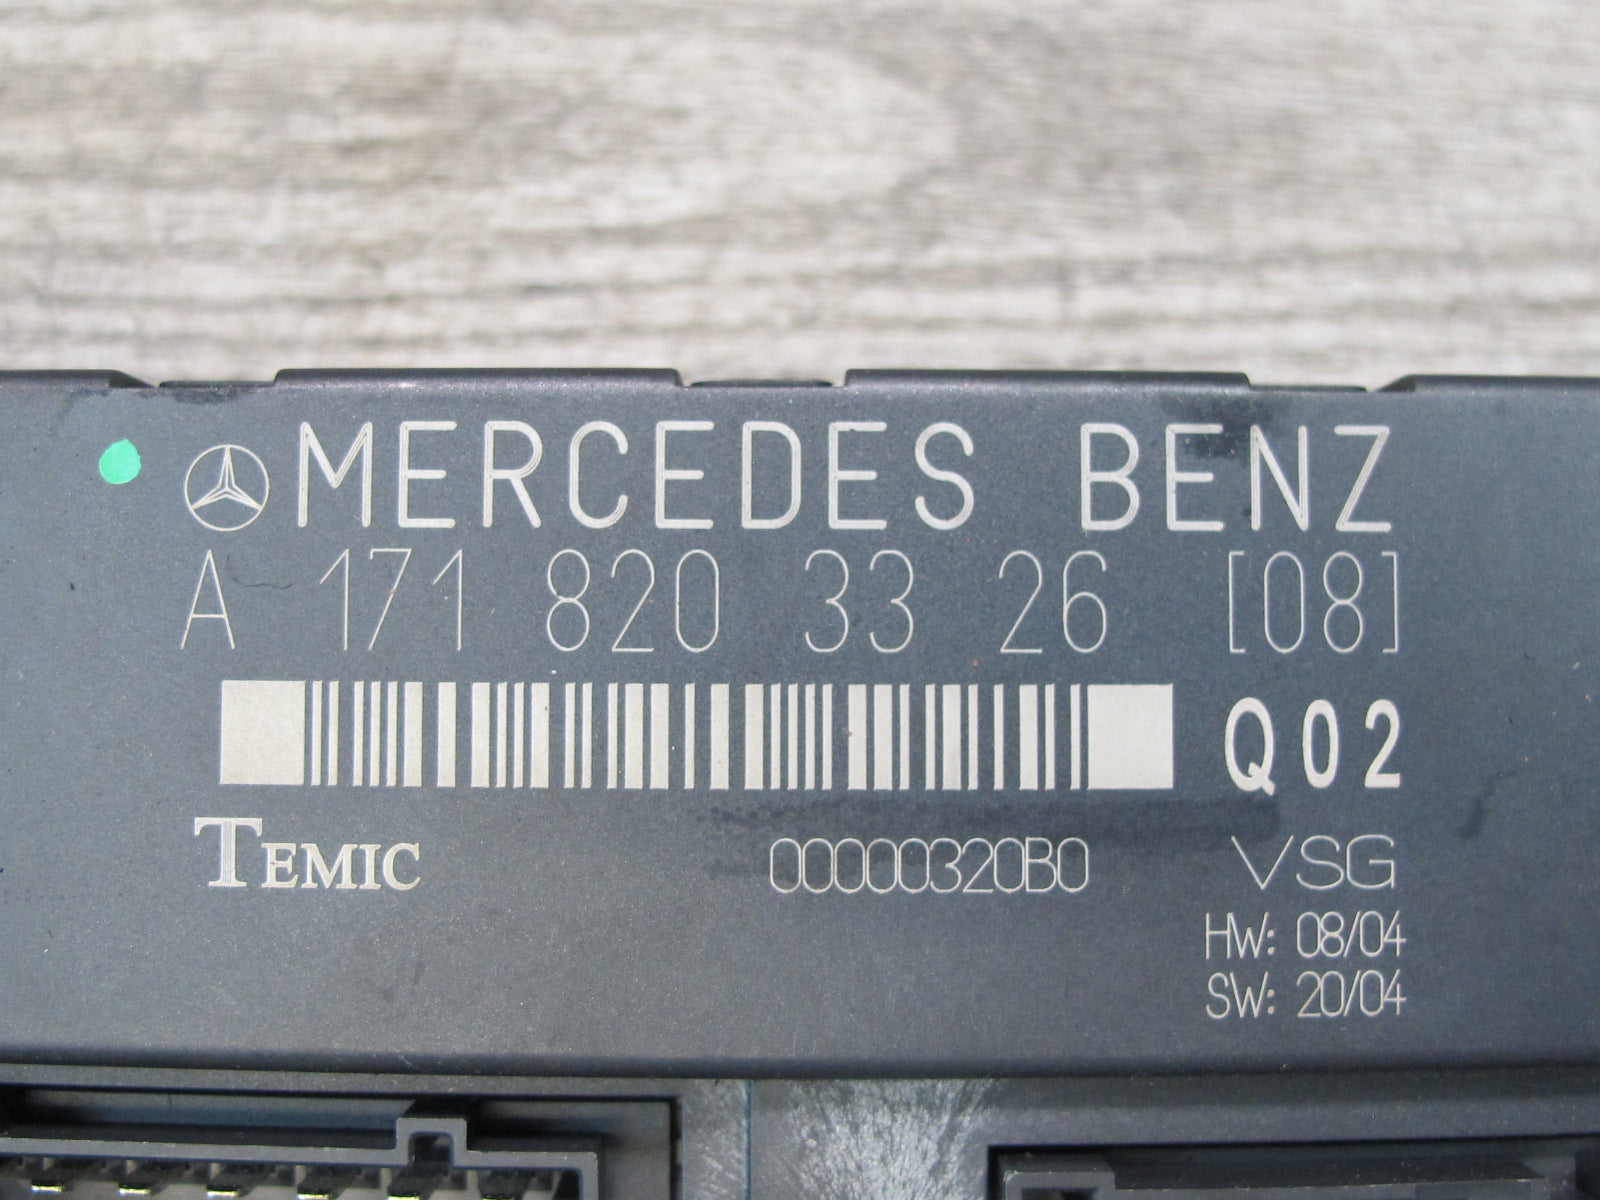 MERCEDES BENZ
A 171 820 33 26 [08]
Q02
TEMIC 00000320B0 VSG
HW: 08/04
SW: 20/04